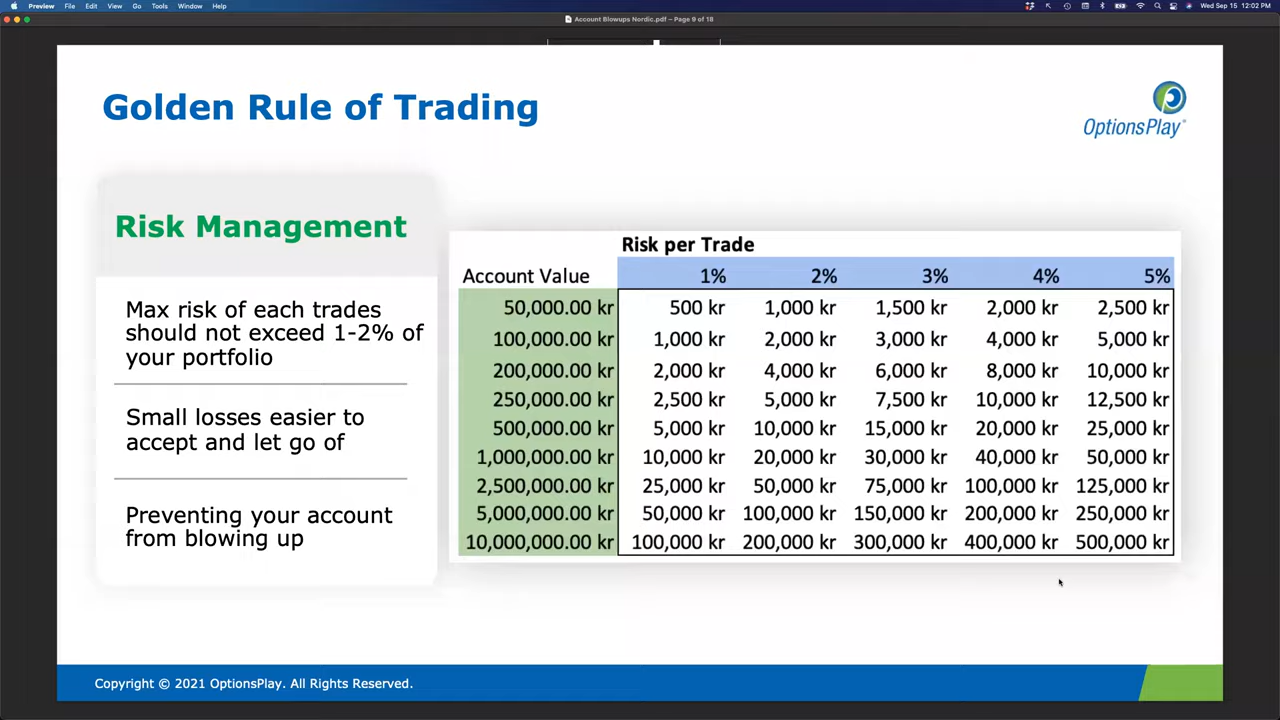 Preview File Edit View Go Tools Window Help Wed Sep 15 12:02 PM
Account Blowups Nordic.pdf – Page 9 of 18
Golden Rule of Trading
OptionsPlay
Risk Management
Max risk of each trades
should not exceed 1-2% of
your portfolio
Small losses easier to
accept and let go of
Preventing your account
from blowing up
Risk per Trade
Account Value 1% 2% 3% 4% 5%
50,000.00 kr 500 kr 1,000 kr 1,500 kr 2,000 kr 2,500 kr
100,000.00 kr 1,000 kr 2,000 kr 3,000 kr 4,000 kr 5,000 kr
200,000.00 kr 2,000 kr 4,000 kr 6,000 kr 8,000 kr 10,000 kr
250,000.00 kr 2,500 kr 5,000 kr 7,500 kr 10,000 kr 12,500 kr
500,000.00 kr 5,000 kr 10,000 kr 15,000 kr 20,000 kr 25,000 kr
1,000,000.00 kr 10,000 kr 20,000 kr 30,000 kr 40,000 kr 50,000 kr
2,500,000.00 kr 25,000 kr 50,000 kr 75,000 kr 100,000 kr 125,000 kr
5,000,000.00 kr 50,000 kr 100,000 kr 150,000 kr 200,000 kr 250,000 kr
10,000,000.00 kr 100,000 kr 200,000 kr 300,000 kr 400,000 kr 500,000 kr
Copyright © 2021 OptionsPlay. All Rights Reserved.